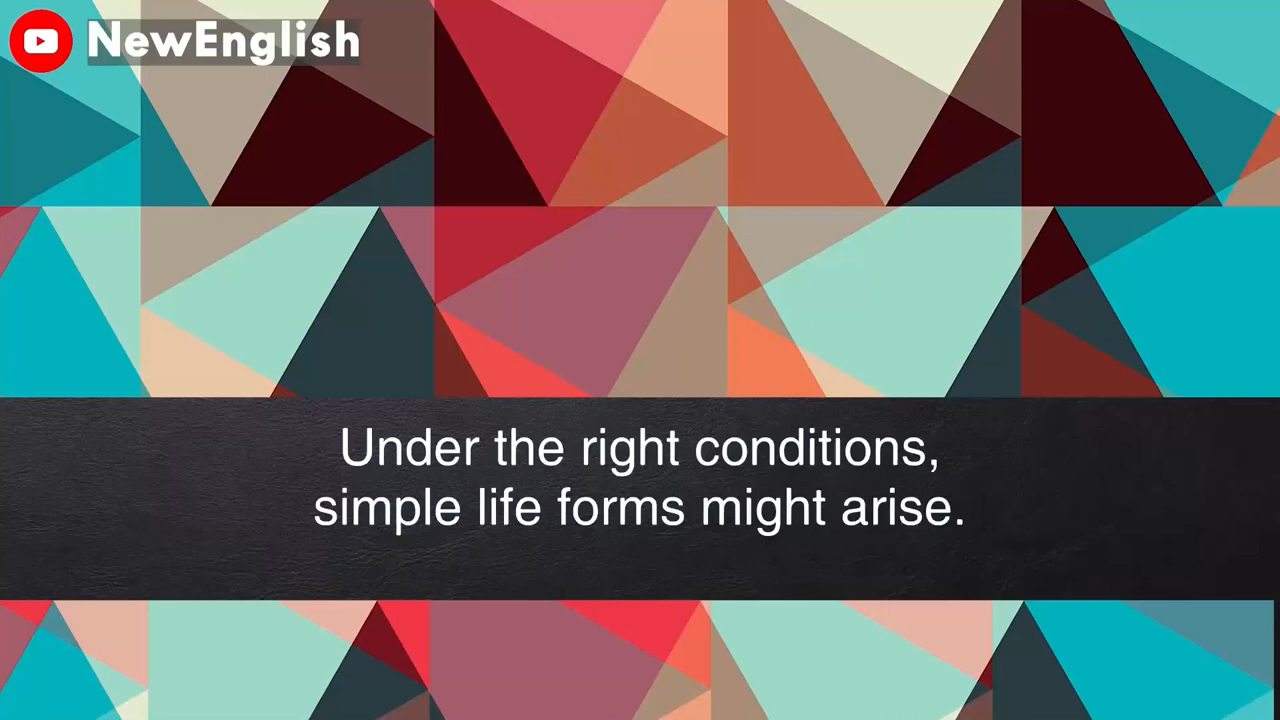 NewEnglish
Under the right conditions,
simple life forms might arise.